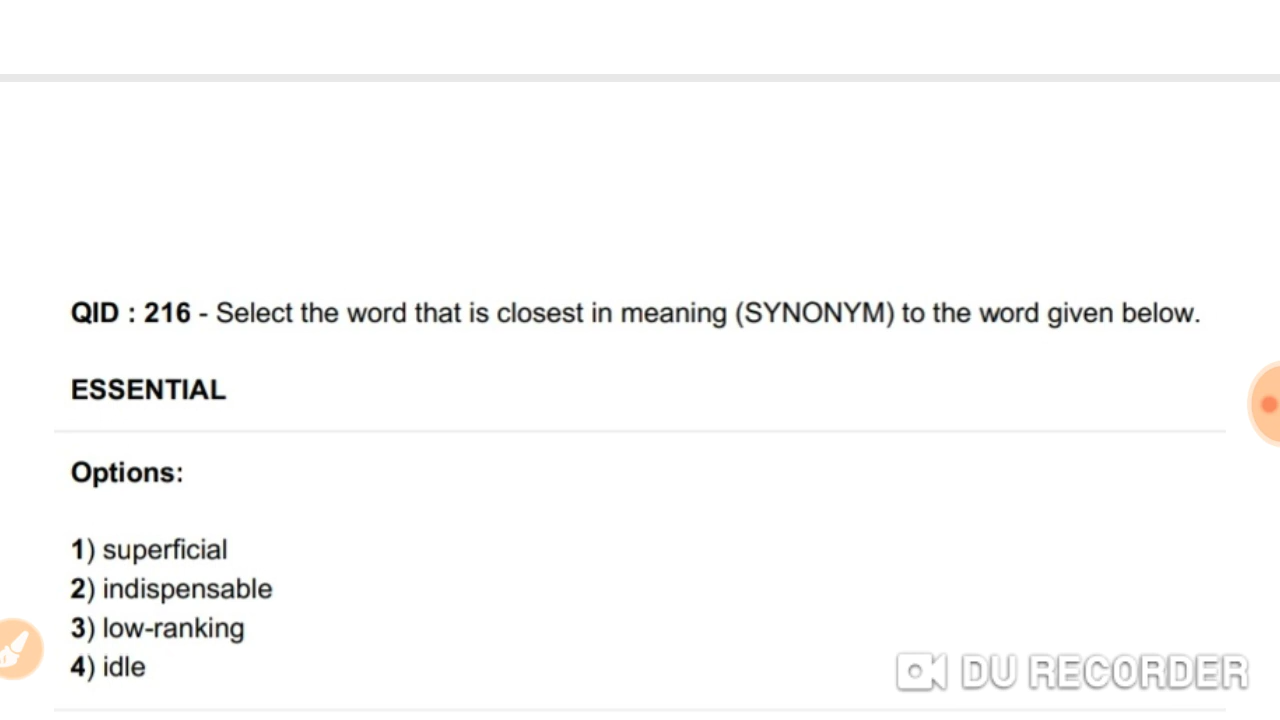 QID : 216 - Select the word that is closest in meaning (SYNONYM) to the word given below.
ESSENTIAL
Options:
1) superficial
2) indispensable
3) low-ranking
4) idle
DU RECORDER